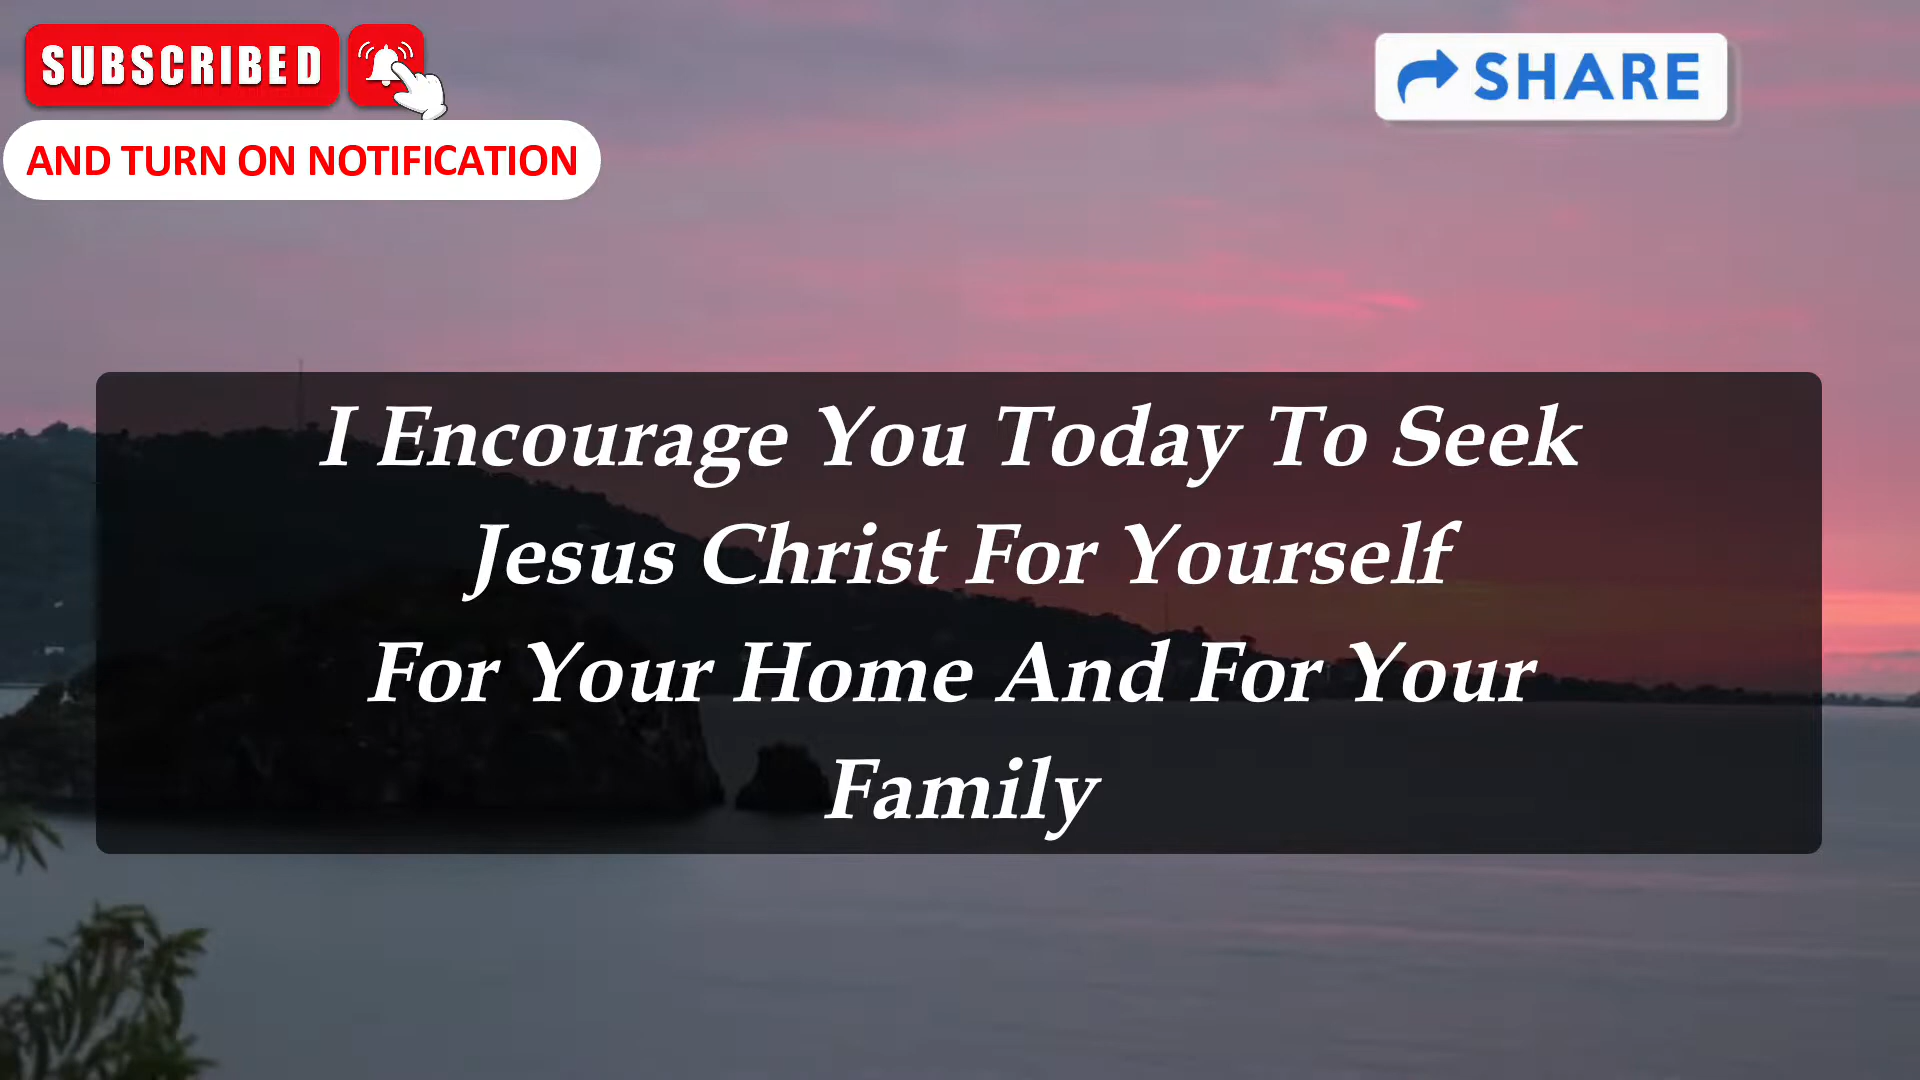 SUBSCRIBED
SHARE
AND TURN ON NOTIFICATION
I Encourage You Today To Seek
Jesus Christ For Yourself
For Your Home And For Your
Family